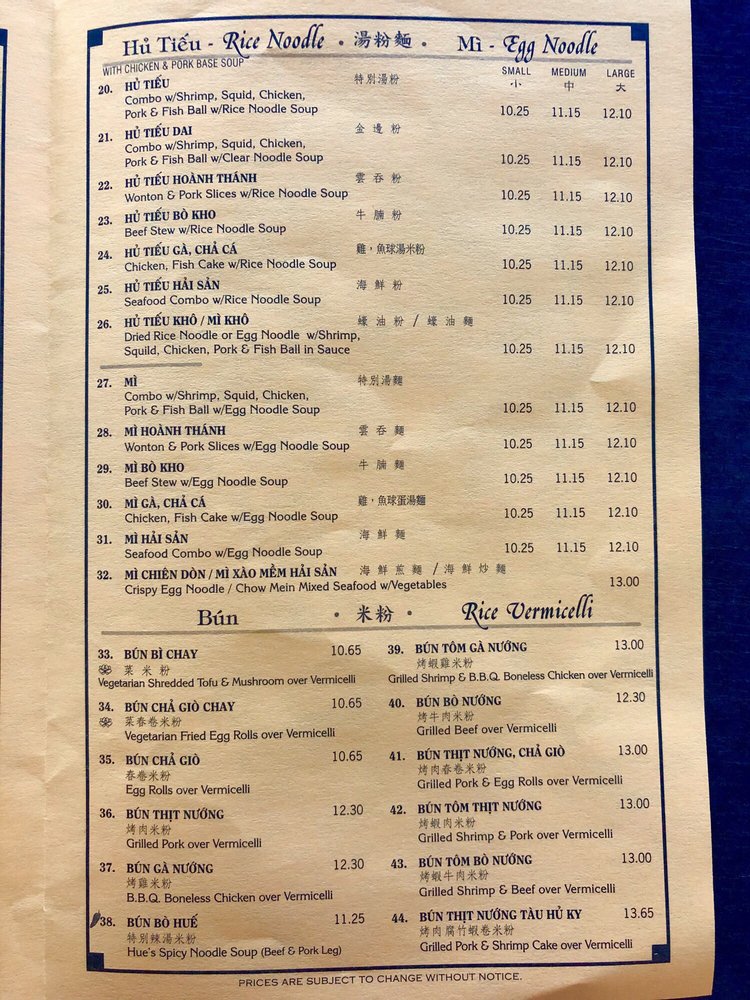 Hủ Tiếu - Rice Noodle · 湯粉麵 · Mì - Egg Noodle
WITH CHICKEN & PORK BASE SOUP
SMALL MEDIUM LARGE
小 中 大
20. HỦ TIẾU 特別湯粉
Combo w/Shrimp, Squid, Chicken,
Pork & Fish Ball w/Rice Noodle Soup 10.25 11.15 12.10
21. HỦ TIẾU DAI 金邊粉
Combo w/Shrimp, Squid, Chicken,
Pork & Fish Ball w/Clear Noodle Soup 10.25 11.15 12.10
22. HỦ TIẾU HOÀNH THÁNH 雲吞粉
Wonton & Pork Slices w/Rice Noodle Soup 10.25 11.15 12.10
23. HỦ TIẾU BÒ KHO 牛腩粉
Beef Stew w/Rice Noodle Soup 10.25 11.15 12.10
24. HỦ TIẾU GÀ, CHẢ CÁ 雞，魚球湯米粉
Chicken, Fish Cake w/Rice Noodle Soup 10.25 11.15 12.10
25. HỦ TIẾU HẢI SẢN 海鮮粉
Seafood Combo w/Rice Noodle Soup 10.25 11.15 12.10
26. HỦ TIẾU KHÔ / MÌ KHÔ 蠔油粉 / 蠔油麵
Dried Rice Noodle or Egg Noodle w/Shrimp,
Squild, Chicken, Pork & Fish Ball in Sauce 10.25 11.15 12.10
27. MÌ 特別湯麵
Combo w/Shrimp, Squid, Chicken,
Pork & Fish Ball w/Egg Noodle Soup 10.25 11.15 12.10
28. MÌ HOÀNH THÁNH 雲吞麵
Wonton & Pork Slices w/Egg Noodle Soup 10.25 11.15 12.10
29. MÌ BÒ KHO 牛腩麵
Beef Stew w/Egg Noodle Soup 10.25 11.15 12.10
30. MÌ GÀ, CHẢ CÁ 雞，魚球蛋湯麵
Chicken, Fish Cake w/Egg Noodle Soup 10.25 11.15 12.10
31. MÌ HẢI SẢN 海鮮麵
Seafood Combo w/Egg Noodle Soup 10.25 11.15 12.10
32. MÌ CHIÊN DÒN / MÌ XÀO MỀM HẢI SẢN 海鮮煎麵 / 海鮮炒麵
Crispy Egg Noodle / Chow Mein Mixed Seafood w/Vegetables 13.00
Bún · 米粉 · Rice Vermicelli
33. BÚN BÌ CHAY 10.65
菜米粉
Vegetarian Shredded Tofu & Mushroom over Vermicelli
34. BÚN CHẢ GIÒ CHAY 10.65
菜春卷米粉
Vegetarian Fried Egg Rolls over Vermicelli
35. BÚN CHẢ GIÒ 10.65
春卷米粉
Egg Rolls over Vermicelli
36. BÚN THỊT NƯỚNG 12.30
烤肉米粉
Grilled Pork over Vermicelli
37. BÚN GÀ NƯỚNG 12.30
烤雞米粉
B.B.Q. Boneless Chicken over Vermicelli
38. BÚN BÒ HUẾ 11.25
特別辣湯米粉
Hue's Spicy Noodle Soup (Beef & Pork Leg)
39. BÚN TÔM GÀ NƯỚNG 13.00
烤蝦雞米粉
Grilled Shrimp & B.B.Q. Boneless Chicken over Vermicelli
40. BÚN BÒ NƯỚNG 12.30
烤牛肉米粉
Grilled Beef over Vermicelli
41. BÚN THỊT NƯỚNG, CHẢ GIÒ 13.00
烤肉春卷米粉
Grilled Pork & Egg Rolls over Vermicelli
42. BÚN TÔM THỊT NƯỚNG 13.00
烤蝦肉米粉
Grilled Shrimp & Pork over Vermicelli
43. BÚN TÔM BÒ NƯỚNG 13.00
烤蝦牛肉米粉
Grilled Shrimp & Beef over Vermicelli
44. BÚN THỊT NƯỚNG TÀU HỦ KY 13.65
烤肉腐竹蝦卷米粉
Grilled Pork & Shrimp Cake over Vermicelli
PRICES ARE SUBJECT TO CHANGE WITHOUT NOTICE.